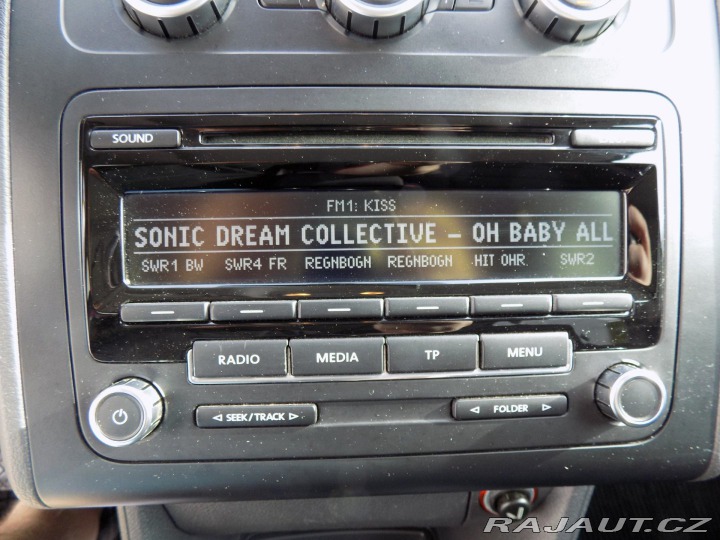 SOUND
FM1: KISS
SONIC DREAM COLLECTIVE - OH BABY ALL
SWR1 BW SWR4 FR REGNBOGN REGNBOGN HIT OHR SWR2
RADIO MEDIA TP MENU
◁ SEEK/TRACK ▷ ◁ FOLDER ▷
RAJAUT.CZ